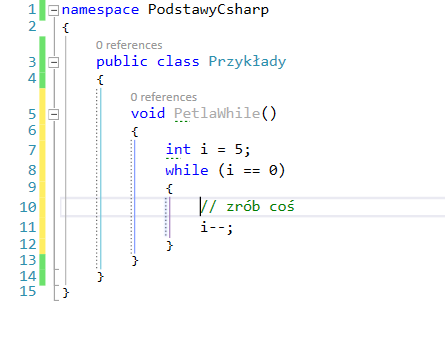 1 namespace PodstawyCsharp
2 {
0 references
3 public class Przykłady
4 {
0 references
5 void PetlaWhile()
6 {
7 int i = 5;
8 while (i == 0)
9 {
10 // zrób coś
11 i--;
12 }
13 }
14 }
15 }